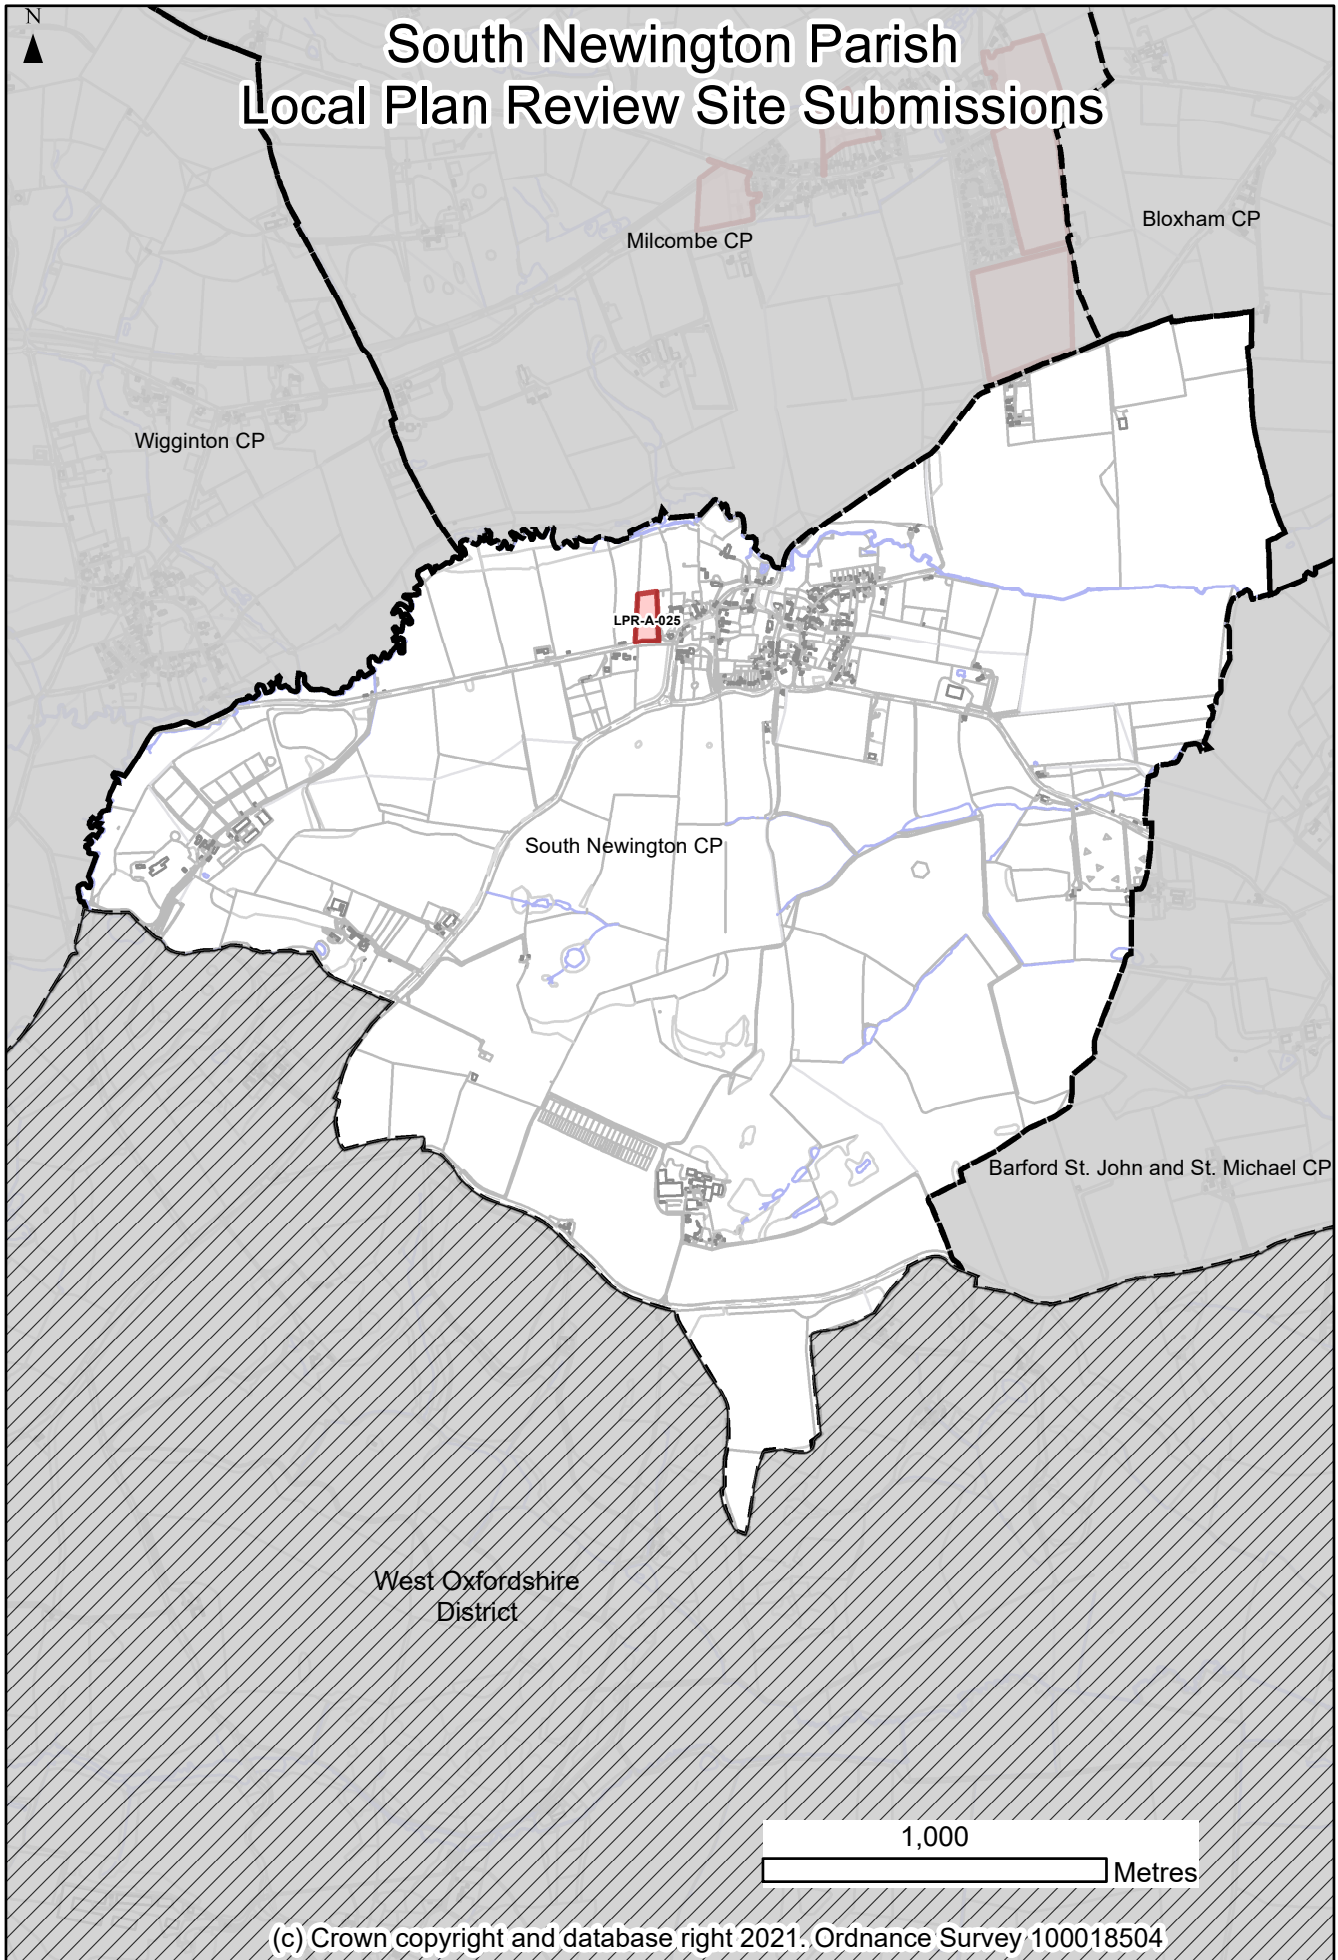 N
South Newington Parish
Local Plan Review Site Submissions
Bloxham CP
Milcombe CP
Wigginton CP
LPR-A-025
South Newington CP
Barford St. John and St. Michael CP
West Oxfordshire
District
1,000
Metres
(c) Crown copyright and database right 2021. Ordnance Survey 100018504